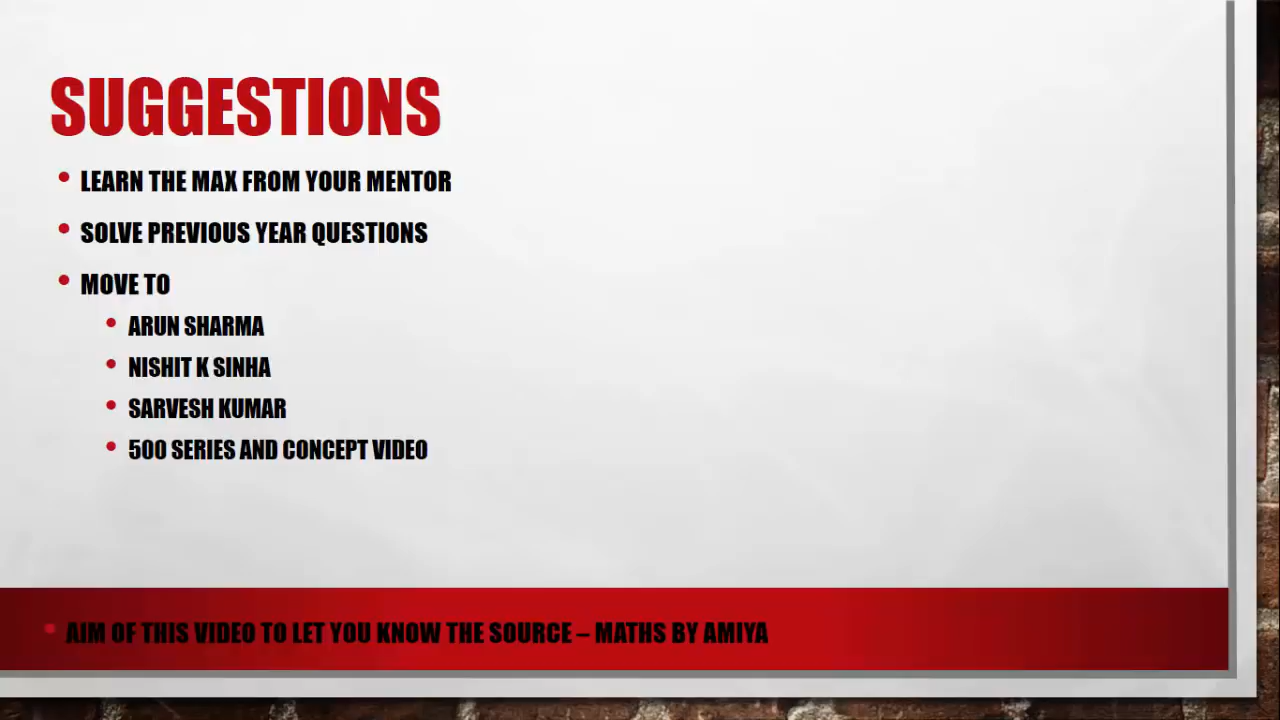 SUGGESTIONS
• LEARN THE MAX FROM YOUR MENTOR
• SOLVE PREVIOUS YEAR QUESTIONS
• MOVE TO
• ARUN SHARMA
• NISHIT K SINHA
• SARVESH KUMAR
• 500 SERIES AND CONCEPT VIDEO
• AIM OF THIS VIDEO TO LET YOU KNOW THE SOURCE – MATHS BY AMIYA